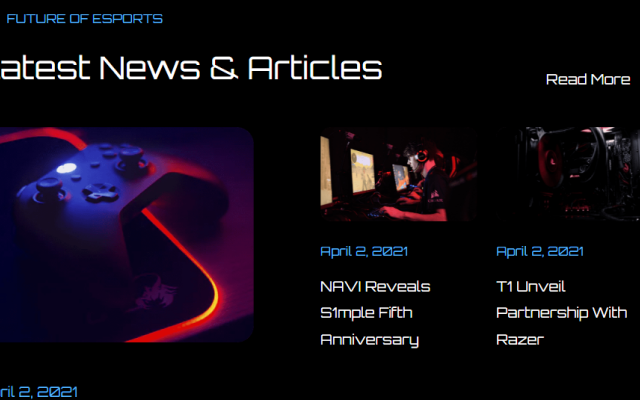 FUTURE OF ESPORTS
atest News & Articles
Read More
April 2, 2021
NAVI Reveals
S1mple Fifth
Anniversary
April 2, 2021
T1 Unveil
Partnership With
Razer
ril 2, 2021